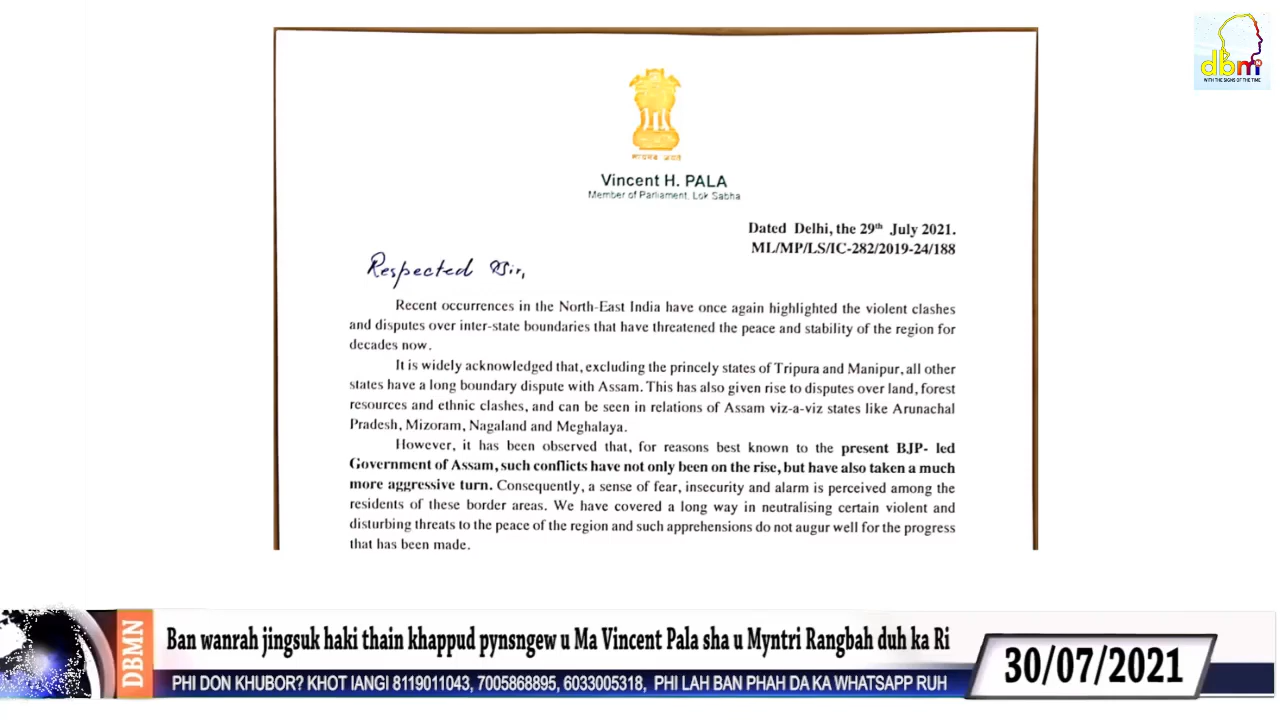 dbm
WITH THE SIGNS OF THE TIME
Vincent H. PALA
Member of Parliament, Lok Sabha
Dated Delhi, the 29th July 2021.
ML/MP/LS/IC-282/2019-24/188
Respected Sir,
Recent occurrences in the North-East India have once again highlighted the violent clashes
and disputes over inter-state boundaries that have threatened the peace and stability of the region for
decades now.
It is widely acknowledged that, excluding the princely states of Tripura and Manipur, all other
states have a long boundary dispute with Assam. This has also given rise to disputes over land, forest
resources and ethnic clashes, and can be seen in relations of Assam viz-a-viz states like Arunachal
Pradesh, Mizoram, Nagaland and Meghalaya.
However, it has been observed that, for reasons best known to the present BJP- led
Government of Assam, such conflicts have not only been on the rise, but have also taken a much
more aggressive turn. Consequently, a sense of fear, insecurity and alarm is perceived among the
residents of these border areas. We have covered a long way in neutralising certain violent and
disturbing threats to the peace of the region and such apprehensions do not augur well for the progress
that has been made.
DBMN
Ban wanrah jingsuk haki thain khappud pynsngew u Ma Vincent Pala sha u Myntri Rangbah duh ka Ri
30/07/2021
PHI DON KHUBOR? KHOT IANGI 8119011043, 7005868895, 6033005318, PHI LAH BAN PHAH DA KA WHATSAPP RUH